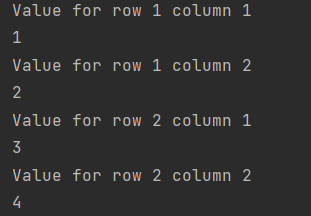 Value for row 1 column 1
1
Value for row 1 column 2
2
Value for row 2 column 1
3
Value for row 2 column 2
4